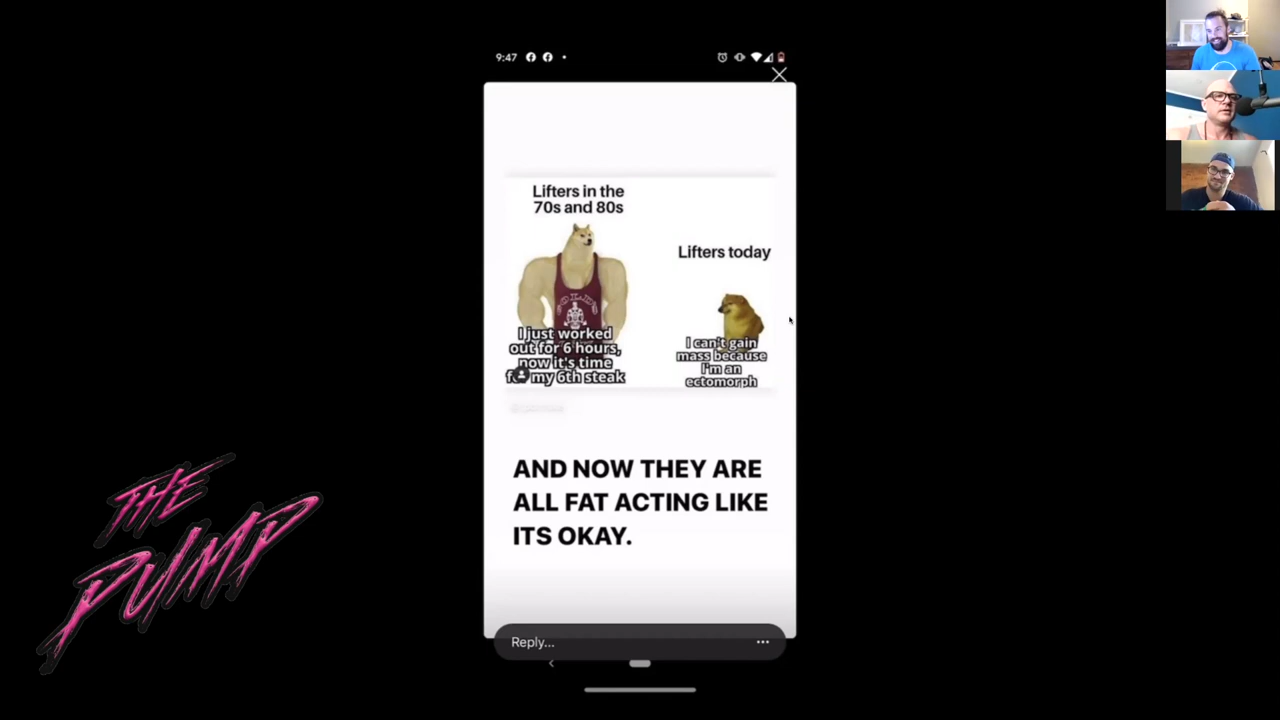 9:47
Lifters in the
70s and 80s
Lifters today
I just worked
out for 6 hours,
now it's time
my 6th steak
I can't gain
mass because
I'm an
ectomorph
AND NOW THEY ARE
ALL FAT ACTING LIKE
ITS OKAY.
Reply...
THE
PUMP